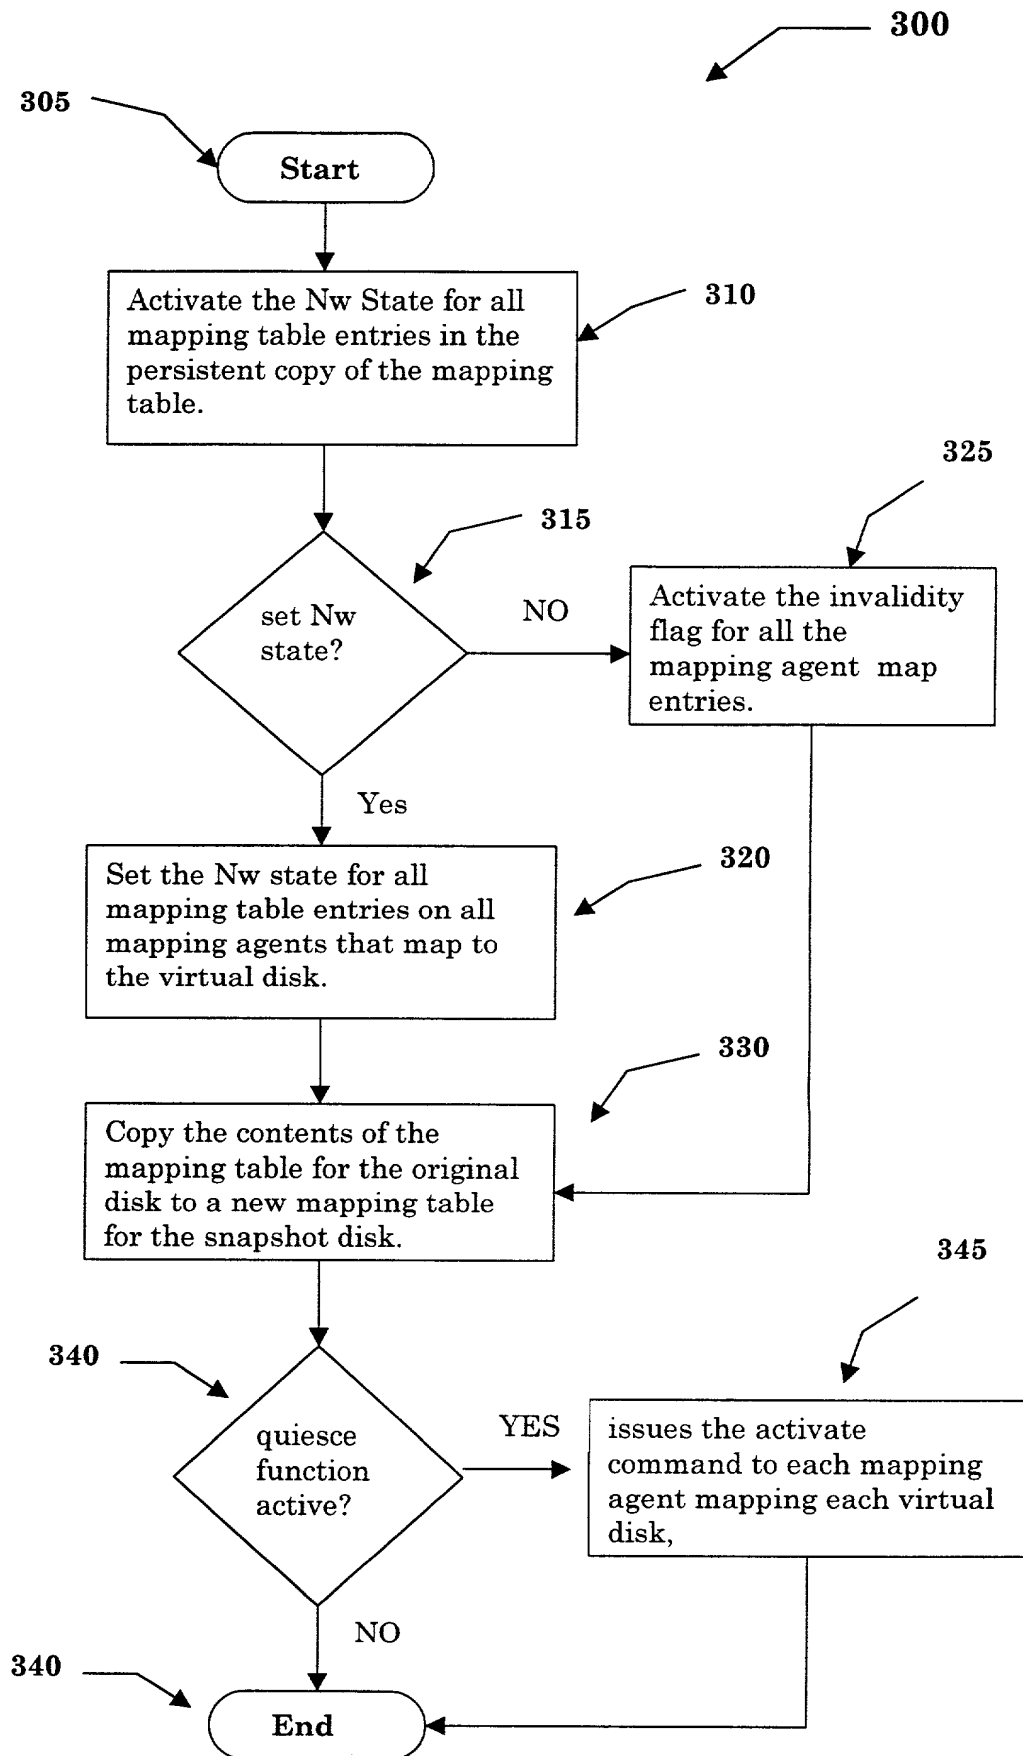 300
305
Start
Activate the Nw State for all
mapping table entries in the
persistent copy of the mapping
table.
310
325
315
set Nw
state?
NO
Activate the invalidity
flag for all the
mapping agent map
entries.
Yes
Set the Nw state for all
mapping table entries on all
mapping agents that map to
the virtual disk.
320
330
Copy the contents of the
mapping table for the original
disk to a new mapping table
for the snapshot disk.
345
340
quiesce
function
active?
YES
issues the activate
command to each mapping
agent mapping each virtual
disk,
NO
340
End